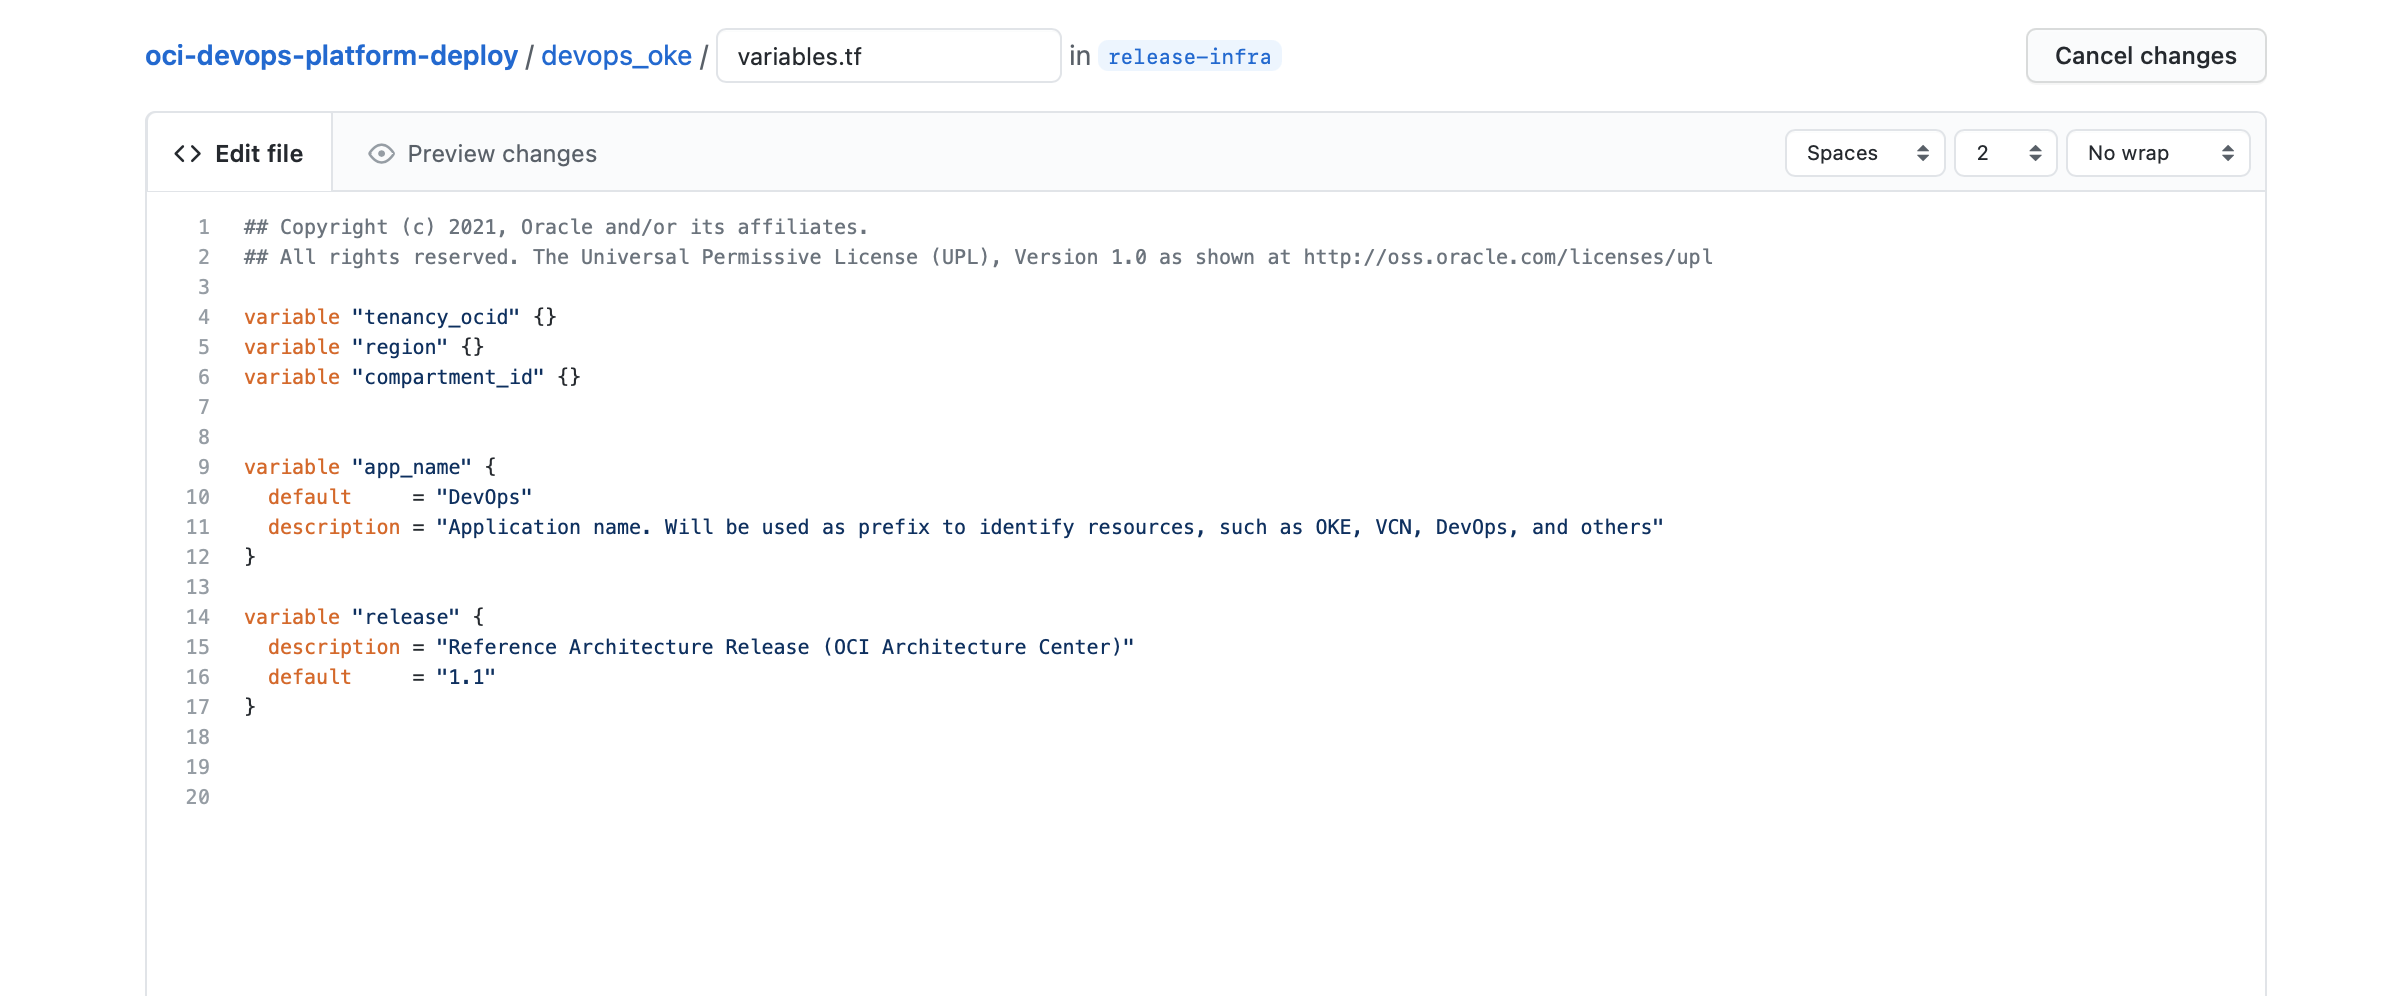 oci-devops-platform-deploy / devops_oke / variables.tf in release-infra Cancel changes
Edit file Preview changes Spaces 2 No wrap
1 ## Copyright (c) 2021, Oracle and/or its affiliates.
2 ## All rights reserved. The Universal Permissive License (UPL), Version 1.0 as shown at http://oss.oracle.com/licenses/upl
3
4 variable "tenancy_ocid" {}
5 variable "region" {}
6 variable "compartment_id" {}
7
8
9 variable "app_name" {
10   default     = "DevOps"
11   description = "Application name. Will be used as prefix to identify resources, such as OKE, VCN, DevOps, and others"
12 }
13
14 variable "release" {
15   description = "Reference Architecture Release (OCI Architecture Center)"
16   default     = "1.1"
17 }
18
19
20